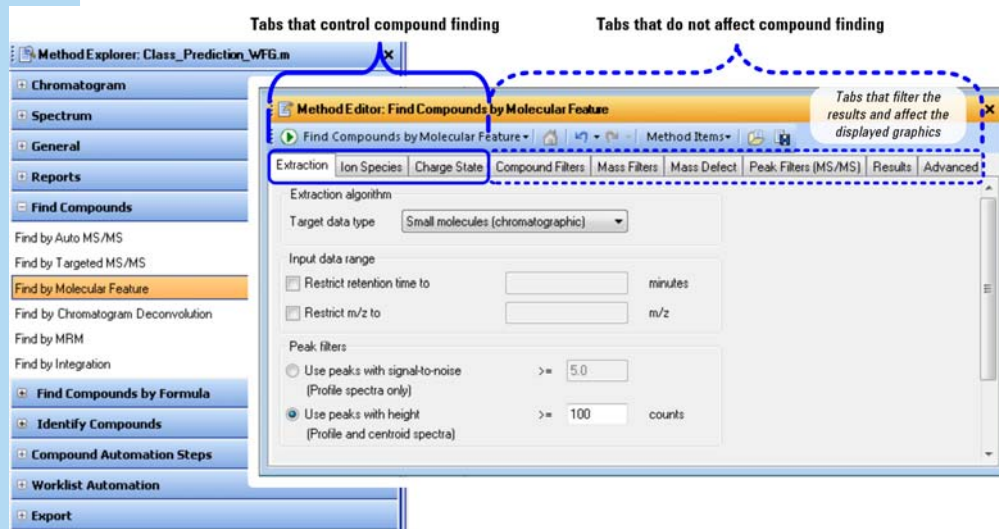 Tabs that control compound finding
Tabs that do not affect compound finding
Method Explorer: Class_Prediction_WFG.m
Chromatogram
Spectrum
General
Reports
Find Compounds
Find by Auto MS/MS
Find by Targeted MS/MS
Find by Molecular Feature
Find by Chromatogram Deconvolution
Find by MRM
Find by Integration
Find Compounds by Formula
Identify Compounds
Compound Automation Steps
Worklist Automation
Export
Method Editor: Find Compounds by Molecular Feature
Tabs that filter the
results and affect the
displayed graphics
Find Compounds by Molecular Feature
Method Items
Extraction Ion Species Charge State Compound Filters Mass Filters Mass Defect Peak Filters (MS/MS) Results Advanced
Extraction algorithm
Target data type Small molecules (chromatographic)
Input data range
Restrict retention time to minutes
Restrict m/z to m/z
Peak filters
Use peaks with signal-to-noise >= 5.0
(Profile spectra only)
Use peaks with height >= 100 counts
(Profile and centroid spectra)